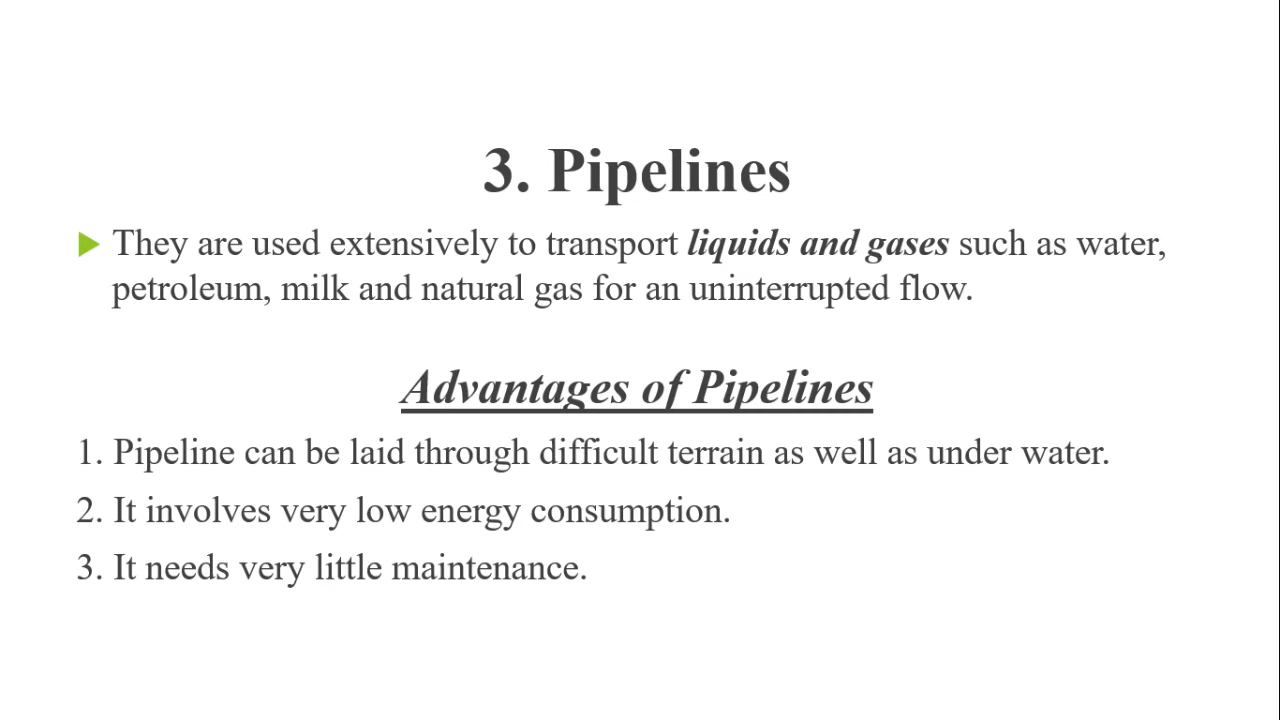 3. Pipelines
They are used extensively to transport liquids and gases such as water,
petroleum, milk and natural gas for an uninterrupted flow.
Advantages of Pipelines
1. Pipeline can be laid through difficult terrain as well as under water.
2. It involves very low energy consumption.
3. It needs very little maintenance.